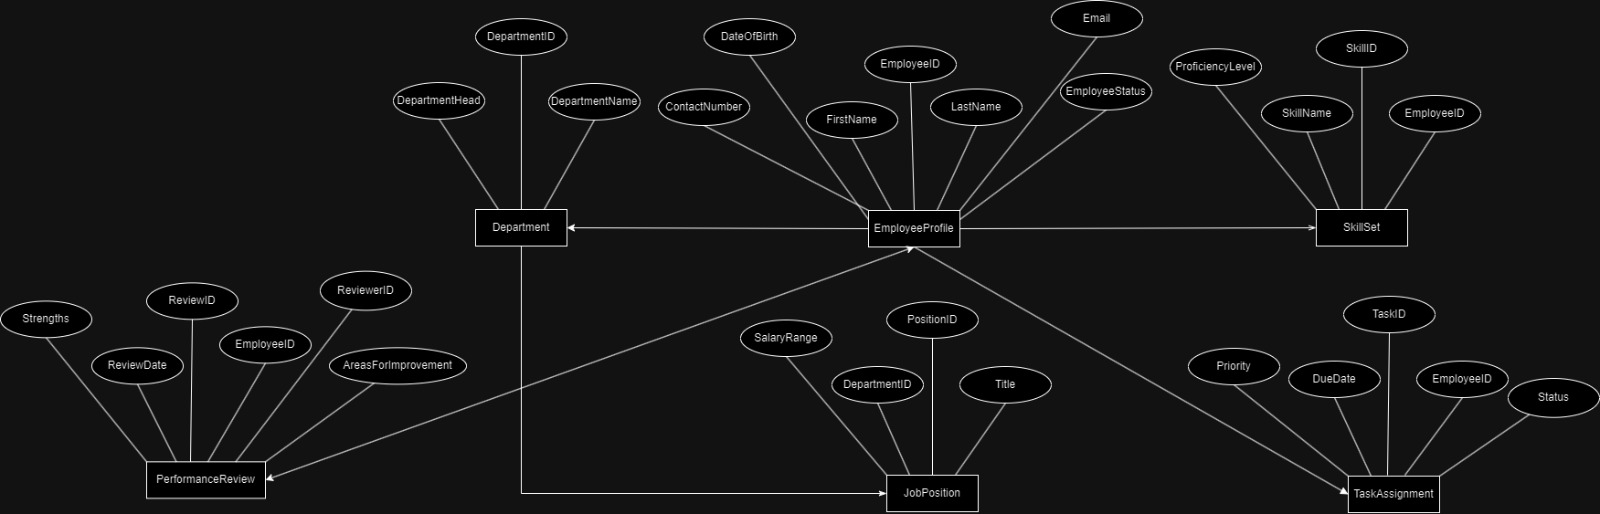 Email
DepartmentID
DateOfBirth
SkillID
EmployeeID
ProficiencyLevel
EmployeeStatus
DepartmentHead
DepartmentName
ContactNumber
LastName
FirstName
SkillName
EmployeeID
Department
EmployeeProfile
SkillSet
ReviewerID
ReviewID
Strengths
PositionID
TaskID
SalaryRange
EmployeeID
ReviewDate
AreasForImprovement
DepartmentID
Title
Priority
DueDate
EmployeeID
Status
PerformanceReview
JobPosition
TaskAssignment